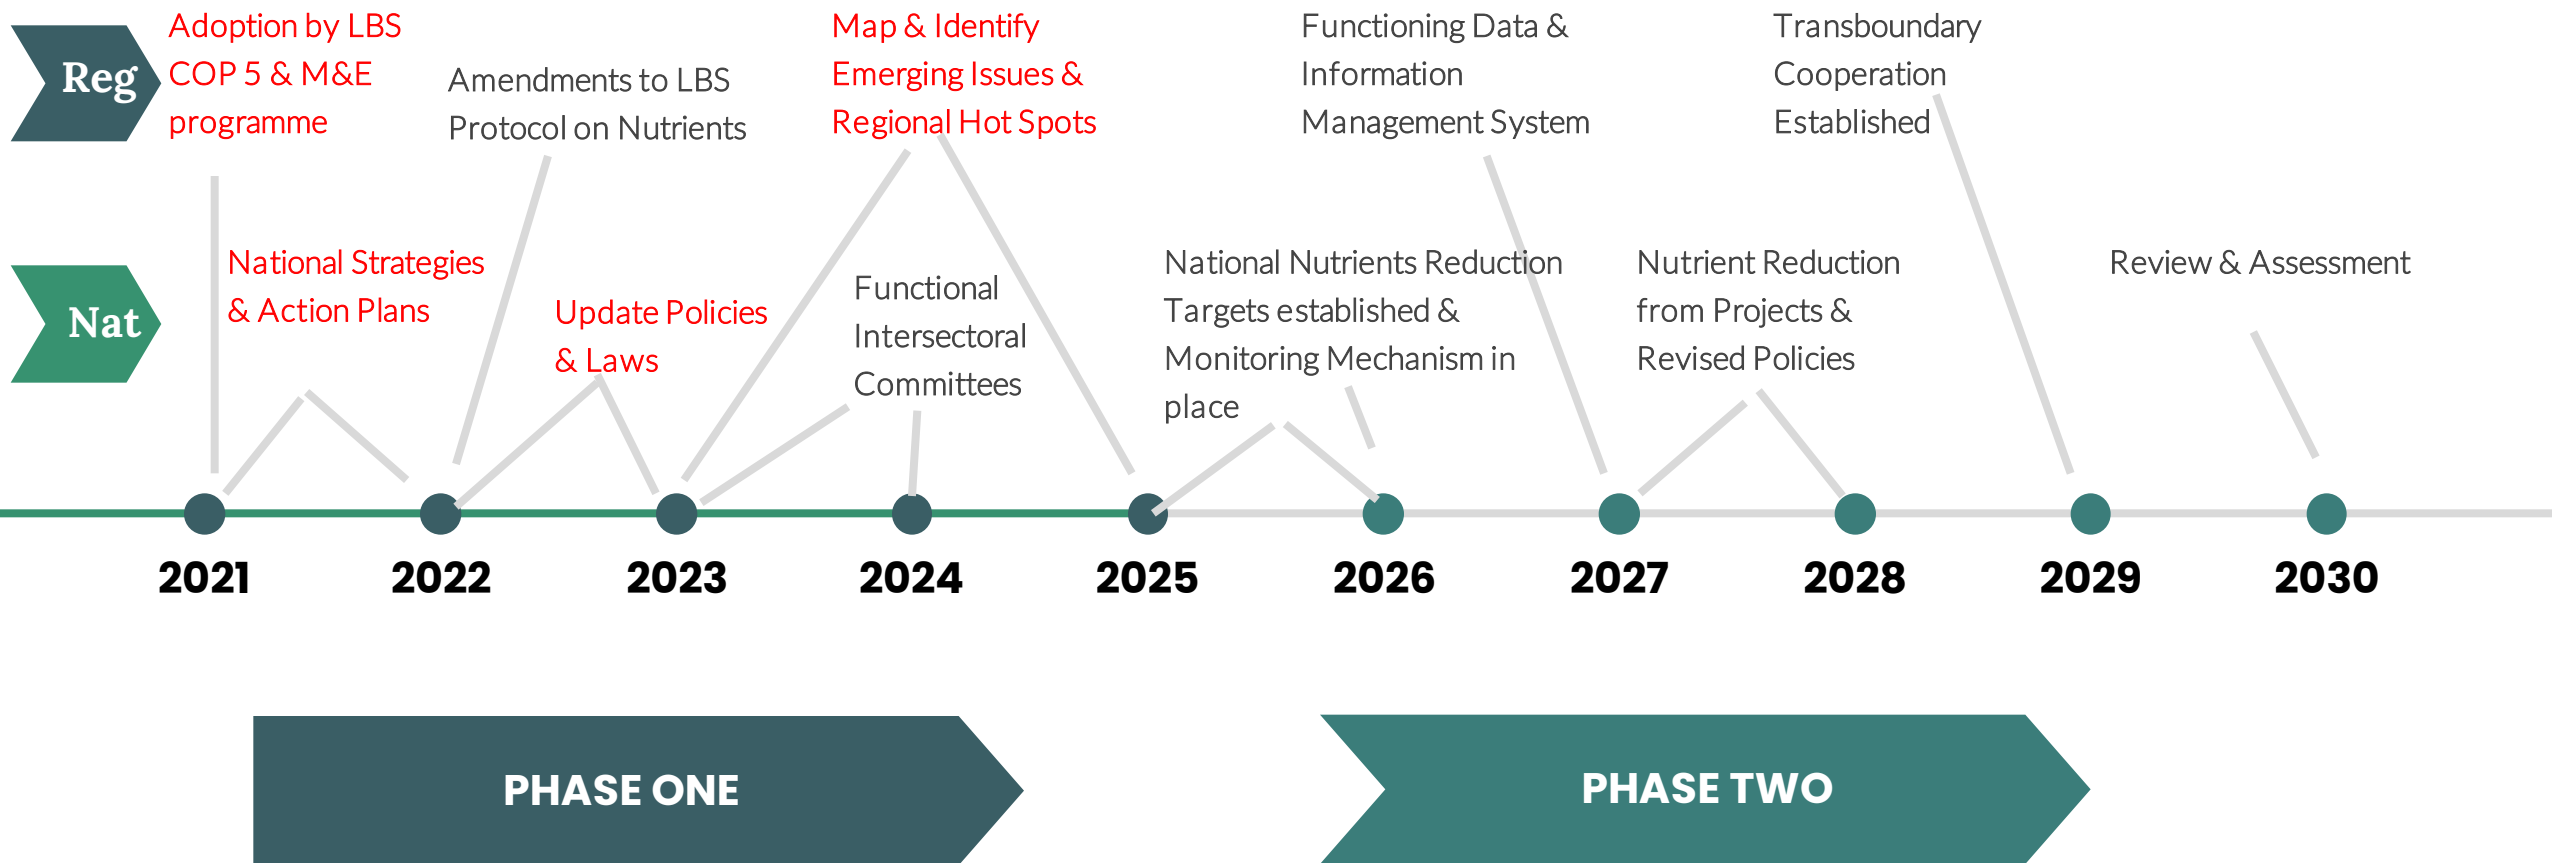 Reg
Adoption by LBS
COP 5 & M&E
programme
Amendments to LBS
Protocol on Nutrients
Map & Identify
Emerging Issues &
Regional Hot Spots
Functioning Data &
Information
Management System
Transboundary
Cooperation
Established
Nat
National Strategies
& Action Plans
Update Policies
& Laws
Functional
Intersectoral
Committees
National Nutrients Reduction
Targets established &
Monitoring Mechanism in
place
Nutrient Reduction
from Projects &
Revised Policies
Review & Assessment
2021
2022
2023
2024
2025
2026
2027
2028
2029
2030
PHASE ONE
PHASE TWO